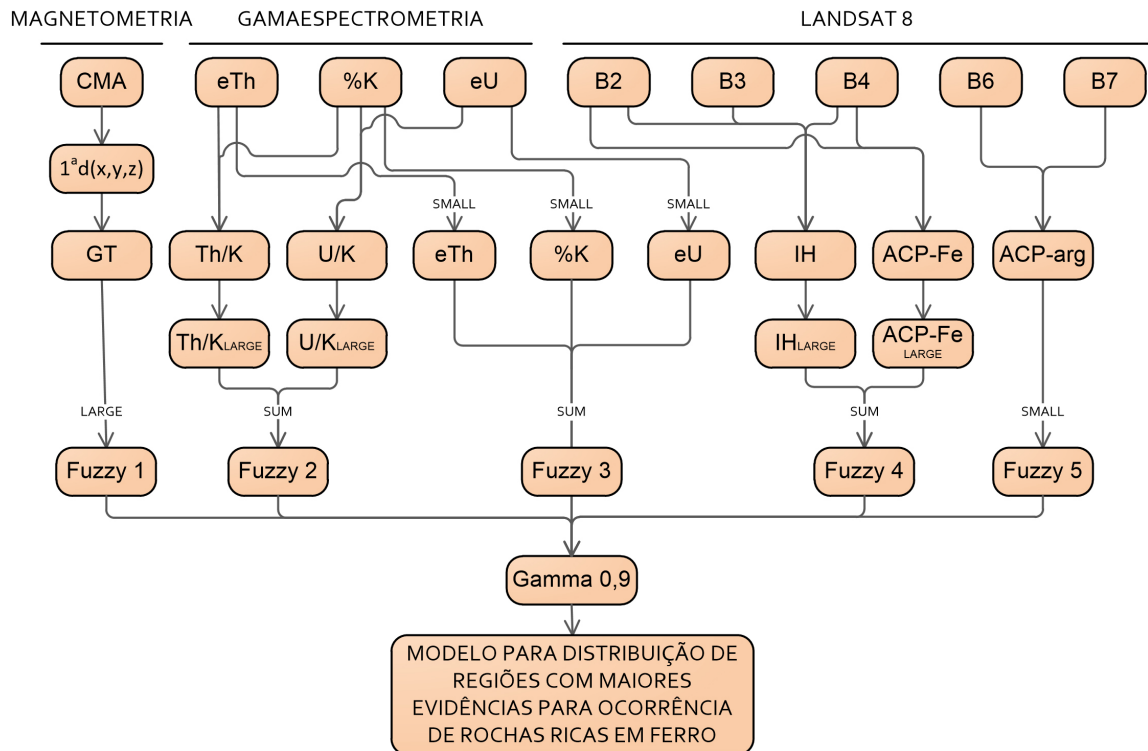 MAGNETOMETRIA GAMAESPECTROMETRIA LANDSAT 8
CMA eTh %K eU B2 B3 B4 B6 B7
1ªd(x,y,z)
SMALL SMALL SMALL
GT Th/K U/K eTh %K eU IH ACP-Fe ACP-arg
Th/KLARGE U/KLARGE IHLARGE ACP-Fe
LARGE
LARGE SUM SUM SUM SMALL
Fuzzy 1 Fuzzy 2 Fuzzy 3 Fuzzy 4 Fuzzy 5
Gamma 0,9
MODELO PARA DISTRIBUIÇÃO DE
REGIÕES COM MAIORES
EVIDÊNCIAS PARA OCORRÊNCIA
DE ROCHAS RICAS EM FERRO